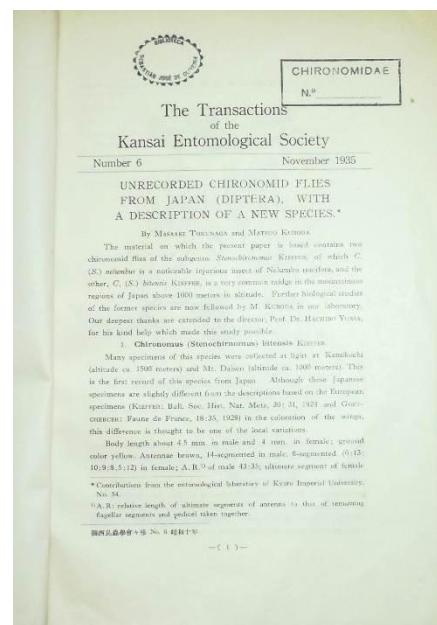 BIBLIOTECA
SEBASTIÃO JOSÉ DE OLIVEIRA
CHIRONOMIDAE
N.º
The Transactions
of the
Kansai Entomological Society
Number 6 November 1935
UNRECORDED CHIRONOMID FLIES
FROM JAPAN (DIPTERA), WITH
A DESCRIPTION OF A NEW SPECIES.*
By MASAAKI TOKUNAGA and MATSUO KURODA
The material on which the present paper is based contains two
chironomid flies of the subgenus Stenochironomus KIEFFER, of which C.
(S.) nelumbus is a noticeable injurious insect of Nelumbo nucifera, and the
other, C. (S.) hitensis KIEFFER, is a very common midge in the mountainous
regions of Japan above 1000 meters in altitude. Further biological studies
of the former species are now followed by M. KURODA in our laboratory.
Our deepest thanks are extended to the director, Prof. Dr. HACHIRO YUASA,
for his kind help which made this study possible.
1. Chironomus (Stenochirnomus) hitensis KIEFFER
Many specimens of this species were collected at light at Kamikochi
(altitude ca. 1500 meters) and Mt. Daisen (altitude ca. 1000 meters). This
is the first record of this species from Japan. Although these Japanese
specimens are slightly different from the descriptions based on the European
specimens (KIEFFER: Bull. Soc. Hist. Nat. Metz, 30: 31, 1924 and GOET-
GHEBUER: Faune de France, 18: 35, 1928) in the coloration of the wings,
this difference is thought to be one of the local variations.
Body length about 4.5 mm. in male and 4 mm. in female; ground
color yellow. Antennae brown, 14-segmented in male, 6-segmented (6:13:
10:9:8.5:12) in female; A.R.¹⁾ of male 43:35; ultimate segment of female
* Contributions from the entomological laboratory of Kyoto Imperial University,
No. 54.
¹⁾ A.R: relative length of ultimate segments of antenna to that of remaining
flagellar segments and pedicel taken together.
關西昆蟲學會々報 No. 6 昭和十年
—( 1 )—